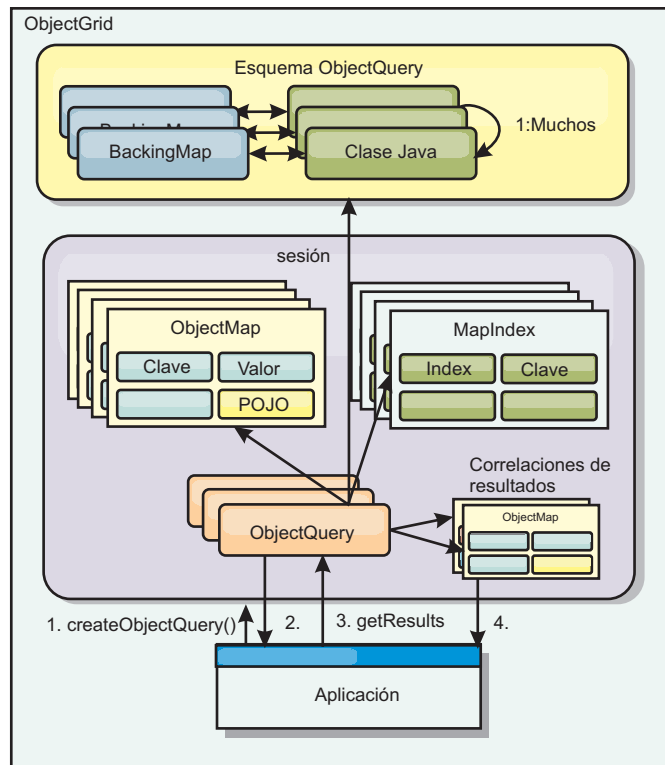 ObjectGrid
Esquema ObjectQuery
BackingMap
Clase Java
1:Muchos
sesión
ObjectMap
Clave
Valor
POJO
MapIndex
Index
Clave
Correlaciones de
resultados
ObjectMap
ObjectQuery
1. createObjectQuery()
2.
3. getResults
4.
Aplicación